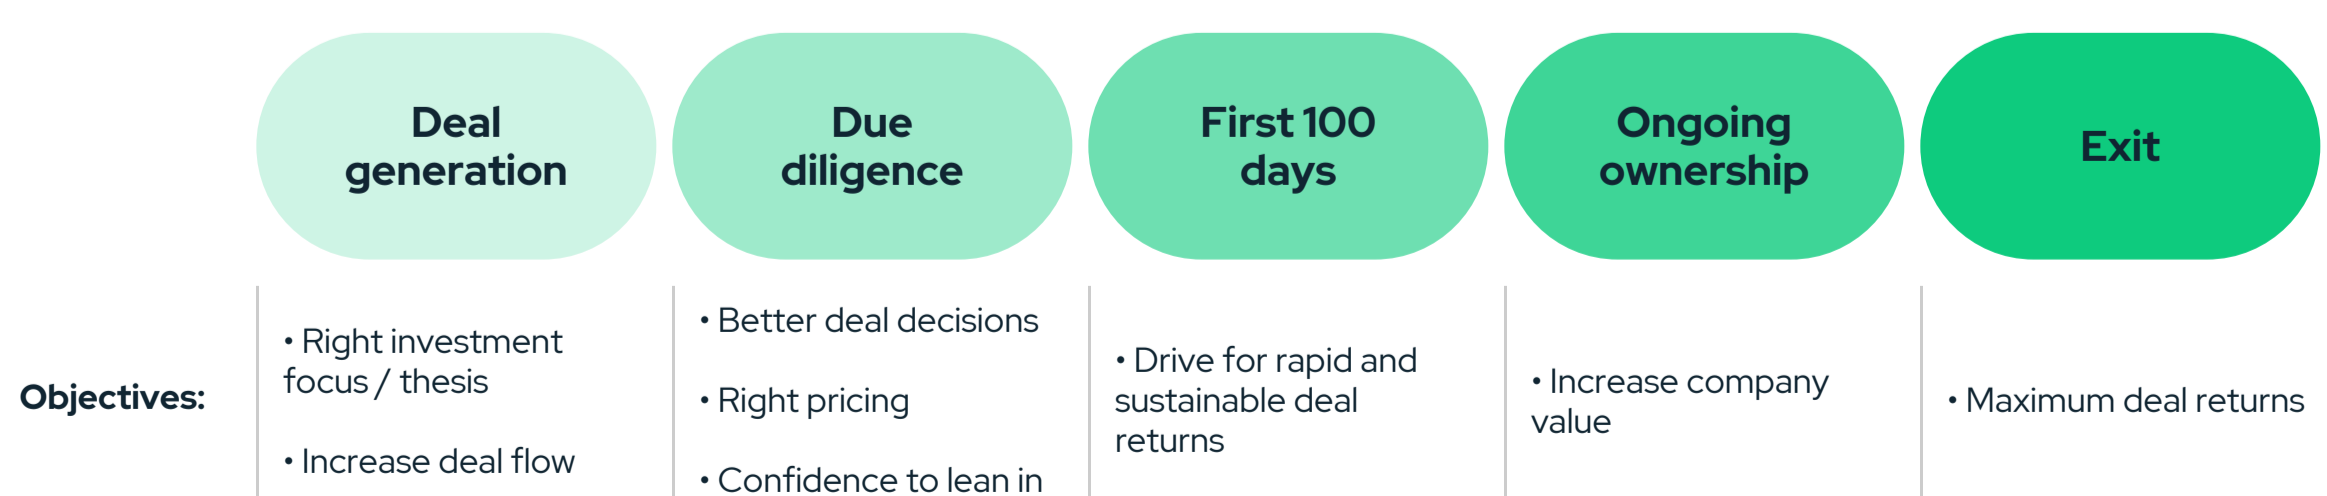 Deal
generation
Due
diligence
First 100
days
Ongoing
ownership
Exit
Objectives:
• Right investment
focus / thesis
• Increase deal flow
• Better deal decisions
• Right pricing
• Confidence to lean in
• Drive for rapid and
sustainable deal
returns
• Increase company
value
• Maximum deal returns